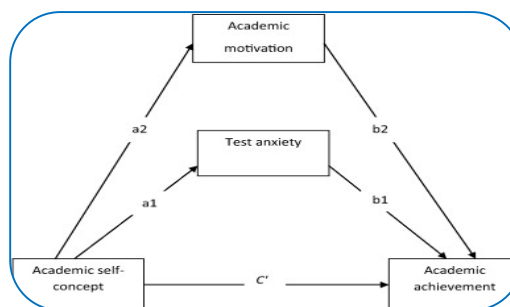 Academic
motivation
a2
b2
Test anxiety
a1
b1
Academic self-
concept
C'
Academic
achievement